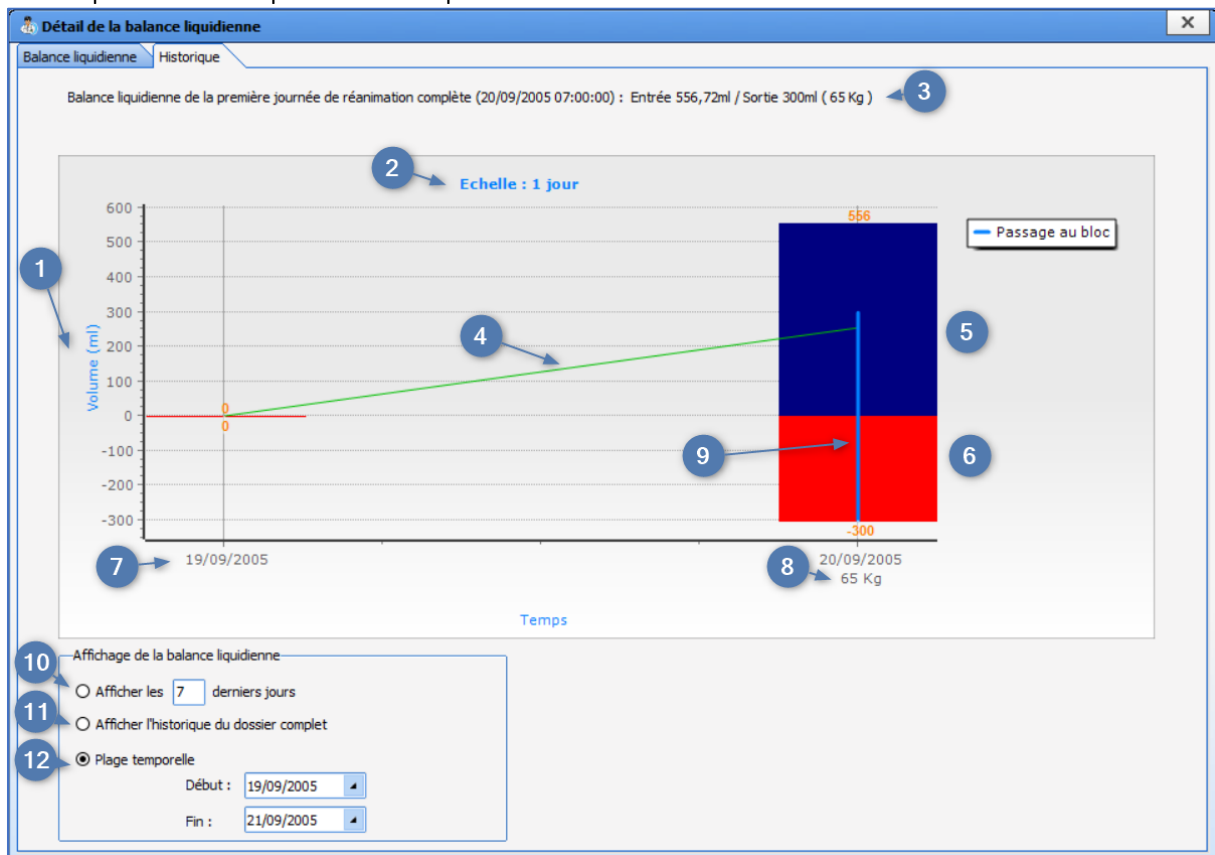 Détail de la balance liquidienne
Balance liquidienne Historique
Balance liquidienne de la première journée de réanimation complète (20/09/2005 07:00:00) : Entrée 556,72ml / Sortie 300ml ( 65 Kg )
3
2
Echelle : 1 jour
600
556
500
Passage au bloc
1
400
300
4
5
Volume (ml)
200
100
0
0
0
-100
9
6
-200
-300
-300
7
19/09/2005
8
20/09/2005
65 Kg
Temps
Affichage de la balance liquidienne
10
Afficher les 7 derniers jours
11
Afficher l'historique du dossier complet
12
Plage temporelle
Début : 19/09/2005
Fin : 21/09/2005